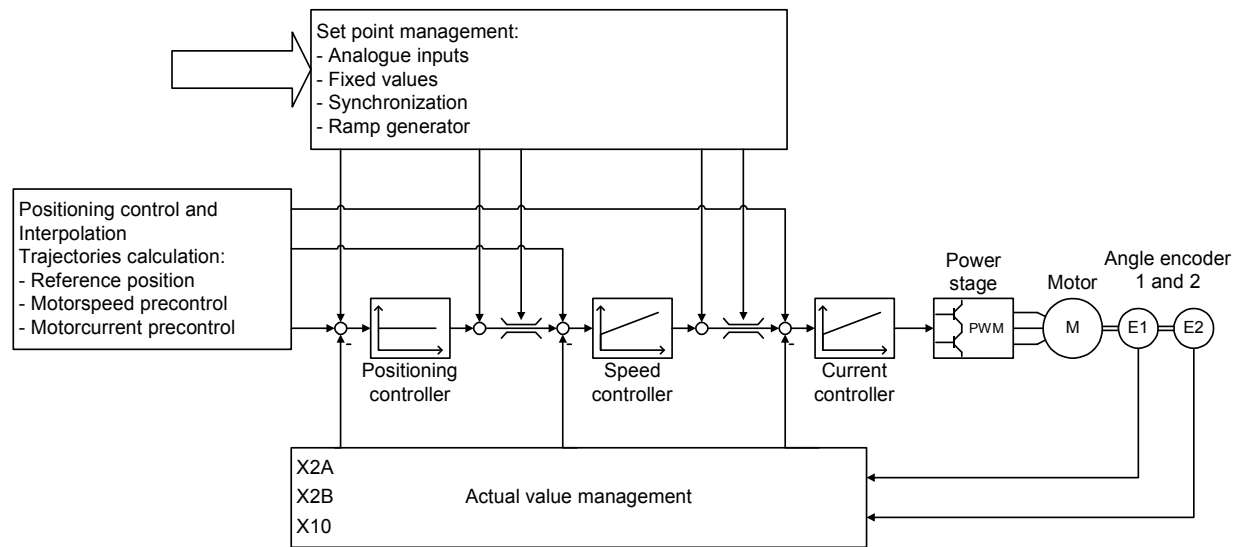 Set point management:
- Analogue inputs
- Fixed values
- Synchronization
- Ramp generator
Positioning control and
Interpolation
Trajectories calculation:
- Reference position
- Motorspeed precontrol
- Motorcurrent precontrol
-
Positioning
controller
-
Speed
controller
-
Current
controller
Power
stage
PWM
Motor
M
Angle encoder
1 and 2
E1
E2
X2A
X2B
X10
Actual value management